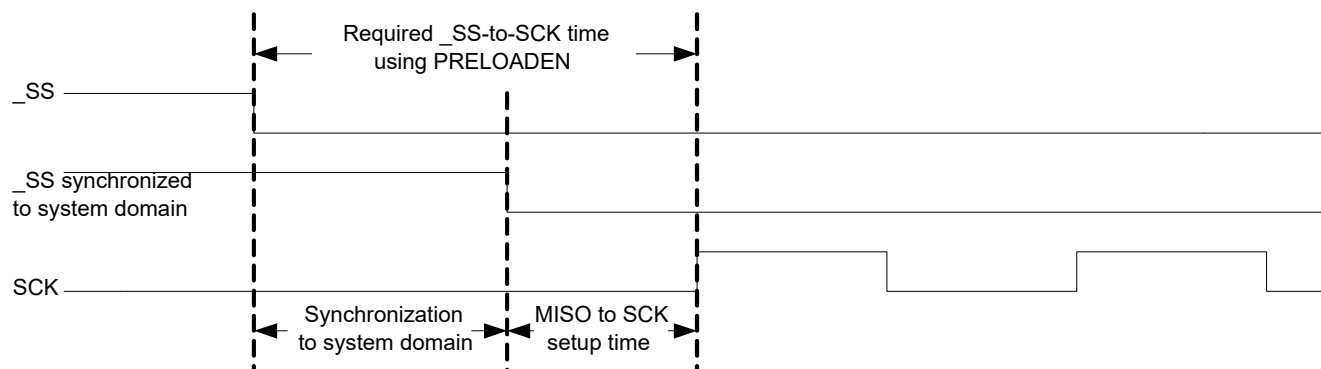 Required _SS-to-SCK time
using PRELOADEN
_SS
_SS synchronized
to system domain
SCK
Synchronization
to system domain
MISO to SCK
setup time